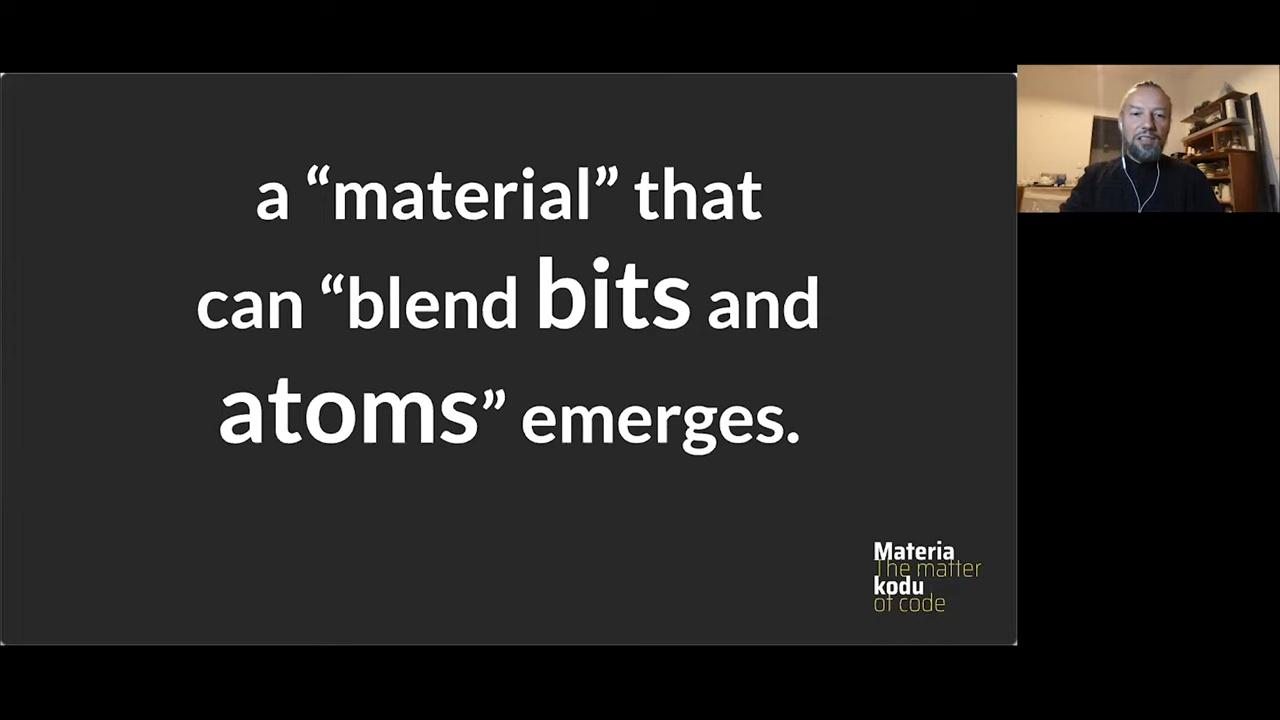 a “material” that
can “blend bits and
atoms” emerges.
Materia
The matter
kodu
of code